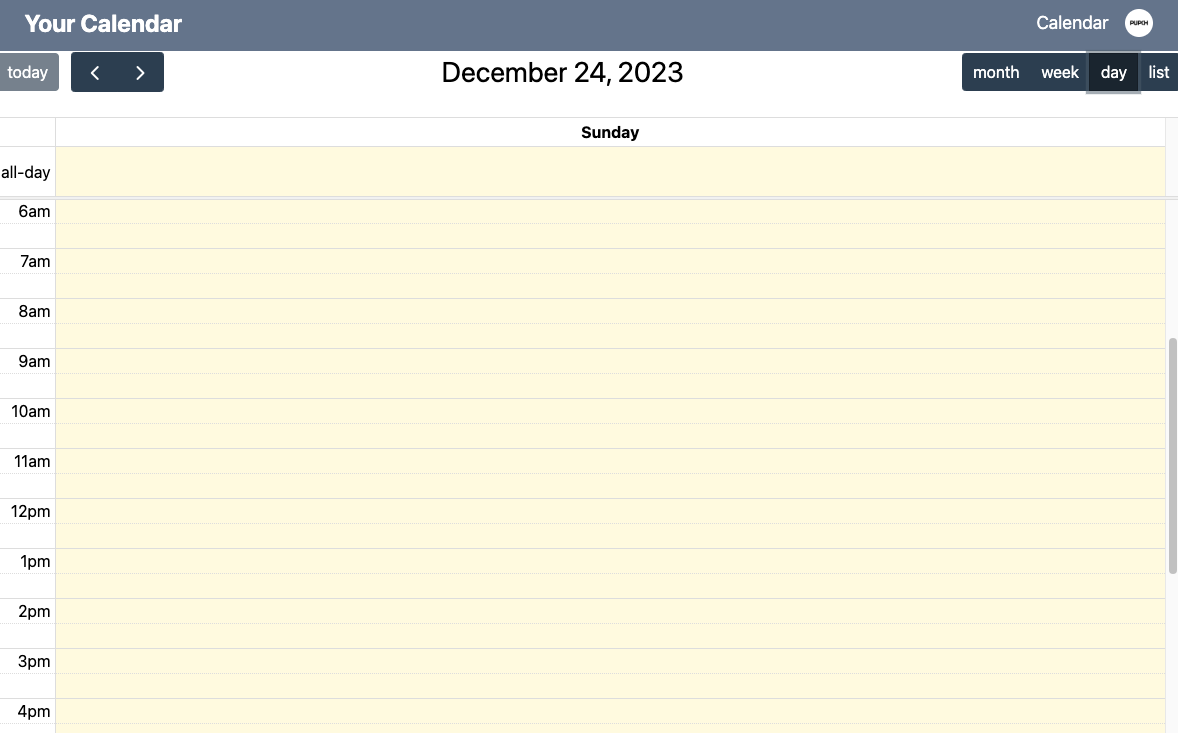 Your Calendar
Calendar
PUPCH
today
December 24, 2023
month week day list
Sunday
all-day
6am
7am
8am
9am
10am
11am
12pm
1pm
2pm
3pm
4pm